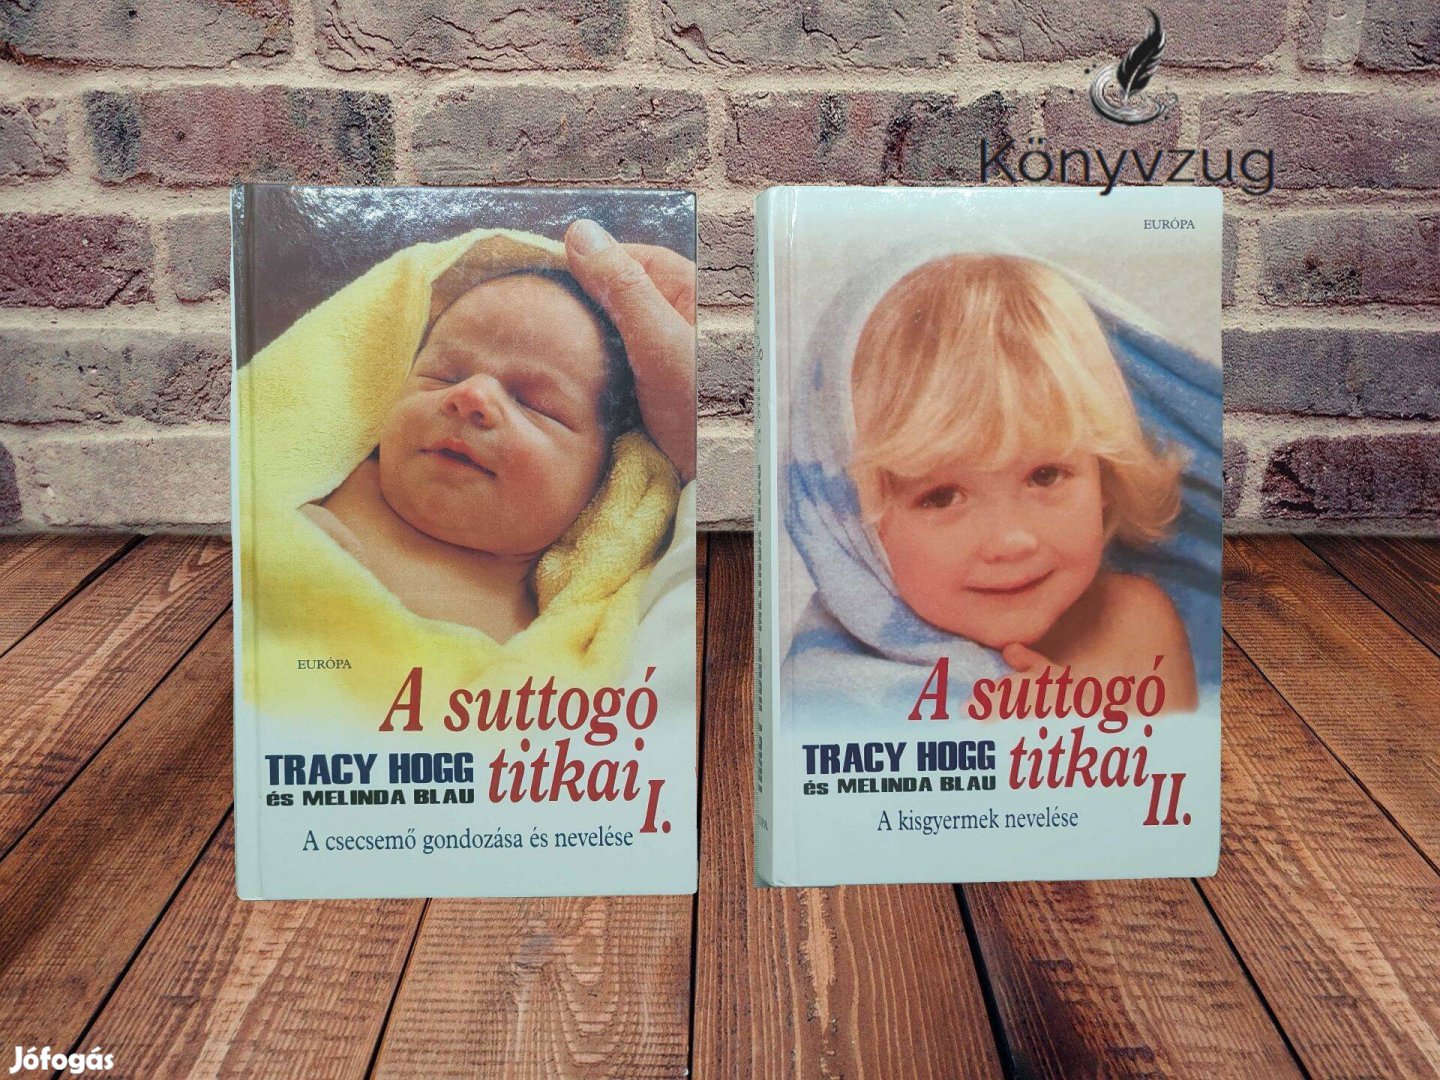 Könyvzug
EURÓPA
A suttogó
titkai I.
TRACY HOGG
és MELINDA BLAU
A csecsemő gondozása és nevelése
EURÓPA
A suttogó
titkai II.
TRACY HOGG
és MELINDA BLAU
A kisgyermek nevelése
Jófogás